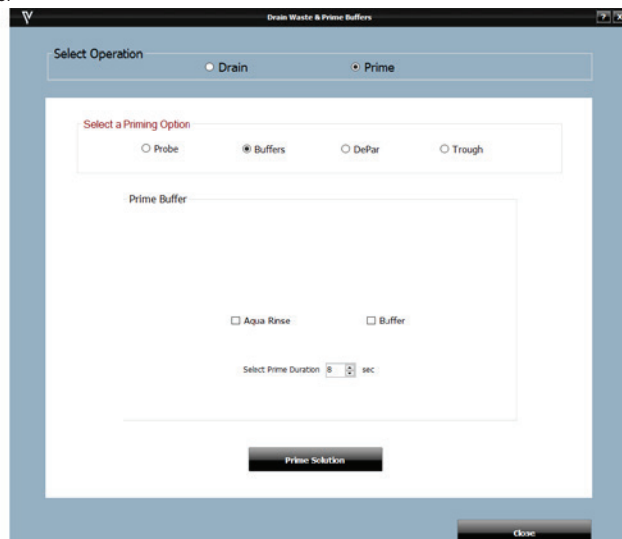 Drain Waste & Prime Buffers
? X
Select Operation
Drain Prime
Select a Priming Option
Probe Buffers DePar Trough
Prime Buffer
Aqua Rinse Buffer
Select Prime Duration 8 sec
Prime Solution
Close